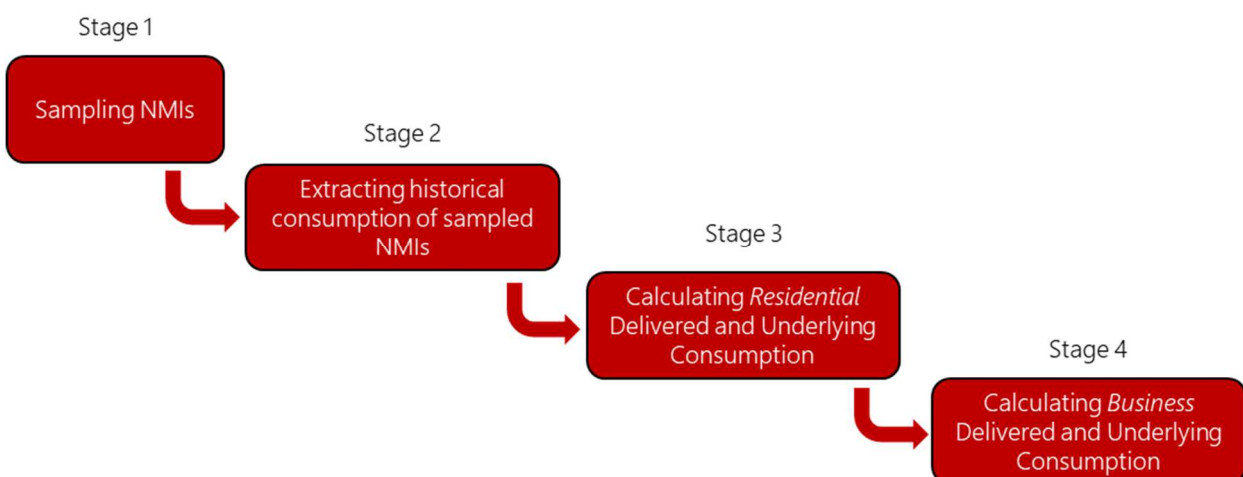 Stage 1
Sampling NMIs
Stage 2
Extracting historical
consumption of sampled
NMIs
Stage 3
Calculating Residential
Delivered and Underlying
Consumption
Stage 4
Calculating Business
Delivered and Underlying
Consumption